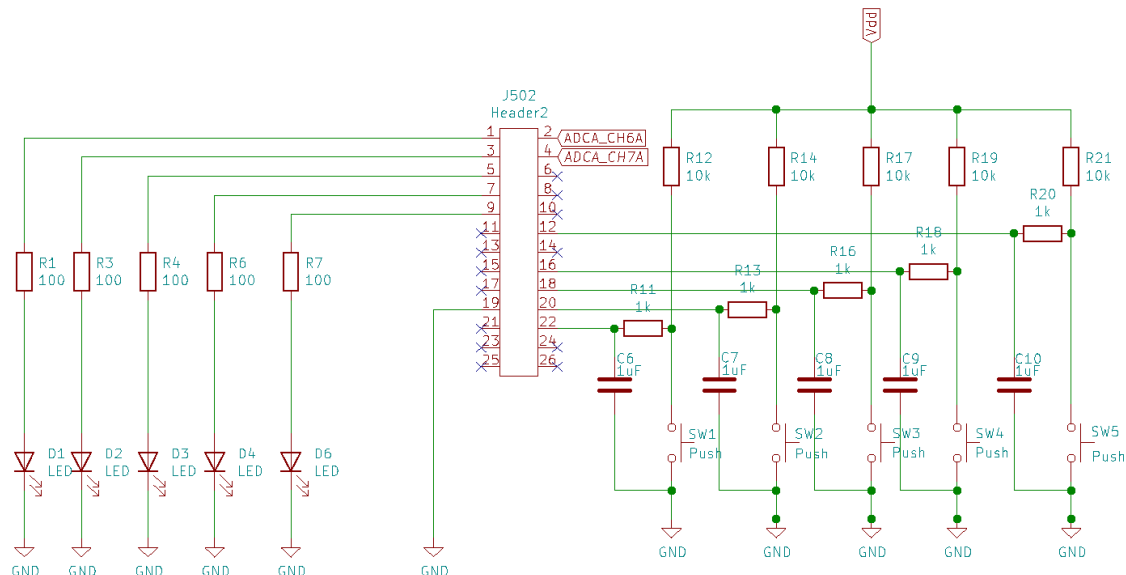 VDD
J502
Header2
1 2 ADCA_CH6A
3 4 ADCA_CH7A
5 6
7 8
9 10
11 12
13 14
15 16
17 18
19 20
21 22
23 24
25 26
R12
10k
R14
10k
R17
10k
R19
10k
R21
10k
R20
1k
R18
1k
R16
1k
R13
1k
R11
1k
R1
100
R3
100
R4
100
R6
100
R7
100
C6
1uF
C7
1uF
C8
1uF
C9
1uF
C10
1uF
D1
LED
D2
LED
D3
LED
D4
LED
D6
LED
SW1
Push
SW2
Push
SW3
Push
SW4
Push
SW5
Push
GND GND GND GND GND
GND GND GND GND GND GND